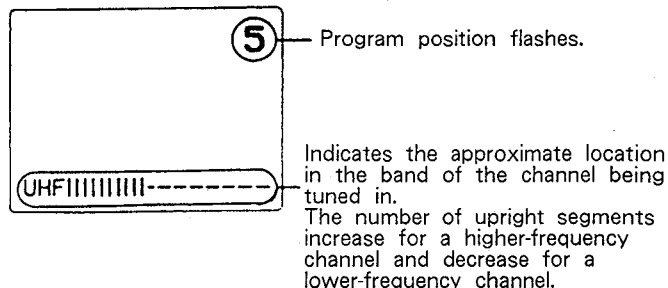 5
Program position flashes.
UHF||||||||||---------
Indicates the approximate location
in the band of the channel being
tuned in.
The number of upright segments
increase for a higher-frequency
channel and decrease for a
lower-frequency channel.